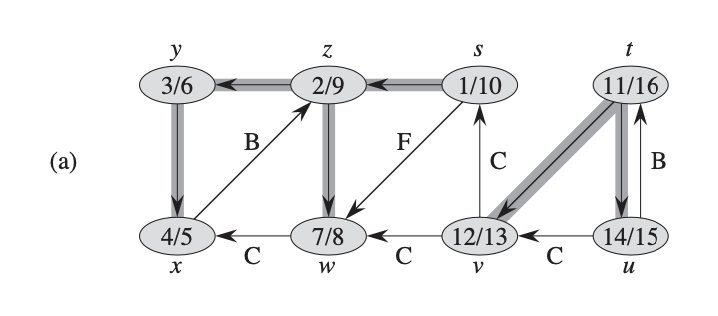 y z s t
3/6 2/9 1/10 11/16
B F C B
(a)
4/5 7/8 12/13 14/15
C C C
x w v u